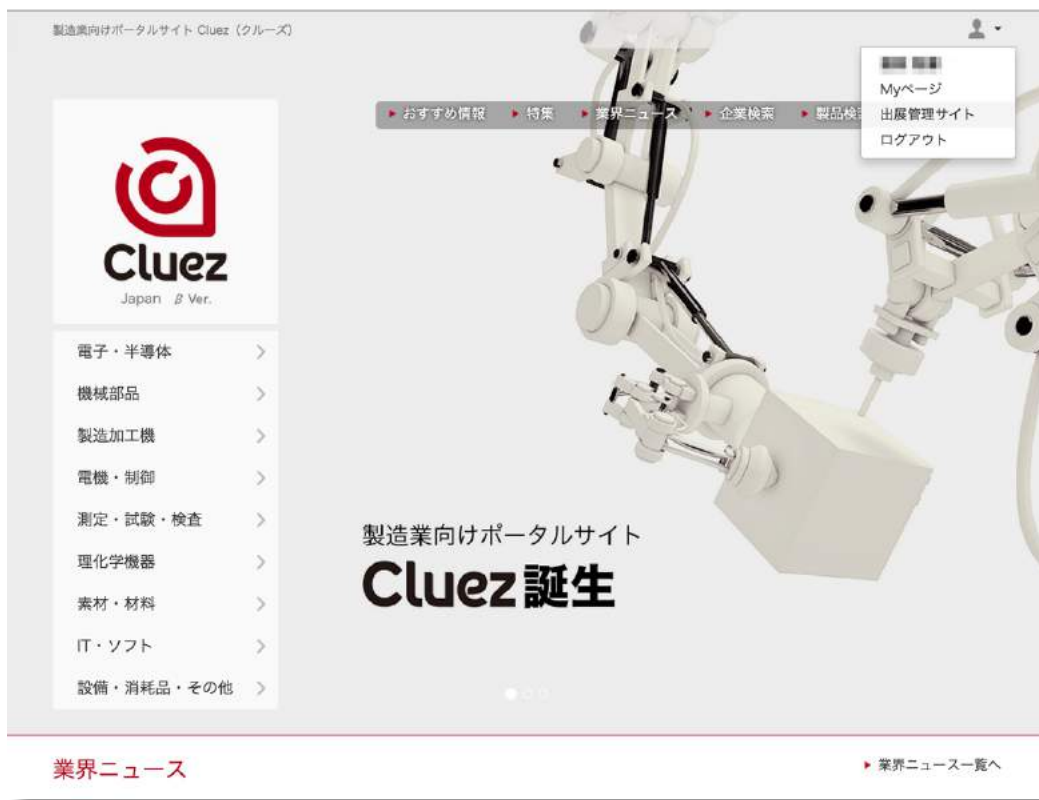 製造業向けポータルサイト Cluez（クルーズ）
Myページ
出展管理サイト
ログアウト
おすすめ情報
特集
業界ニュース
企業検索
製品検
Cluez
Japan β Ver.
電子・半導体
機械部品
製造加工機
電機・制御
測定・試験・検査
理化学機器
素材・材料
IT・ソフト
設備・消耗品・その他
製造業向けポータルサイト
Cluez誕生
業界ニュース
業界ニュース一覧へ